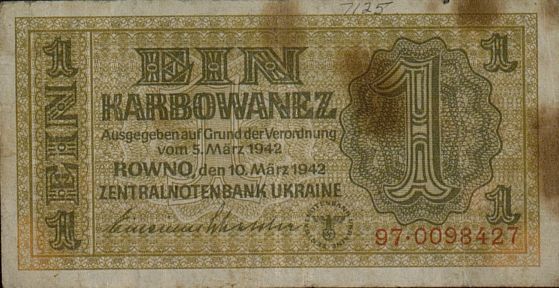 7125
1 EIN 1
EIN
KARBOWANEZ
Ausgegeben auf Grund der Verordnung
vom 5. März 1942
ROWNO, den 10. März 1942
ZENTRALNOTENBANK UKRAINE
1
1
1
97·0098427